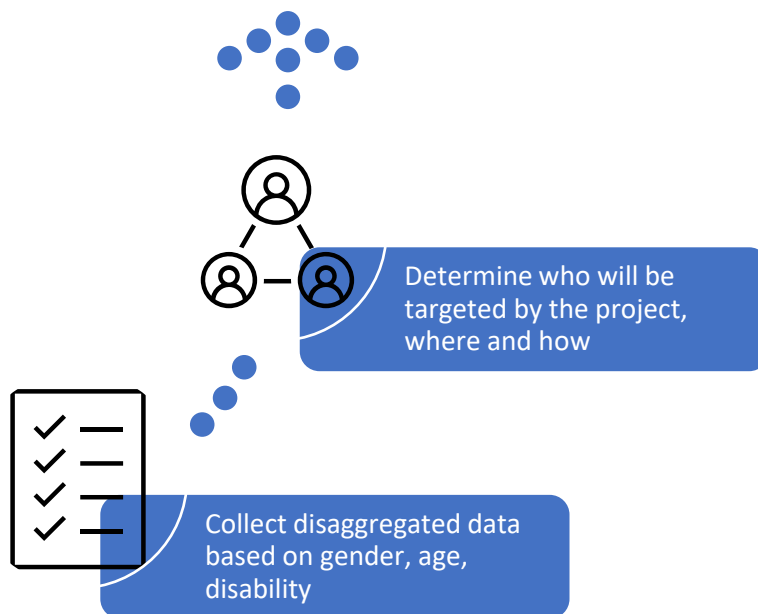 Determine who will be
targeted by the project,
where and how
Collect disaggregated data
based on gender, age,
disability